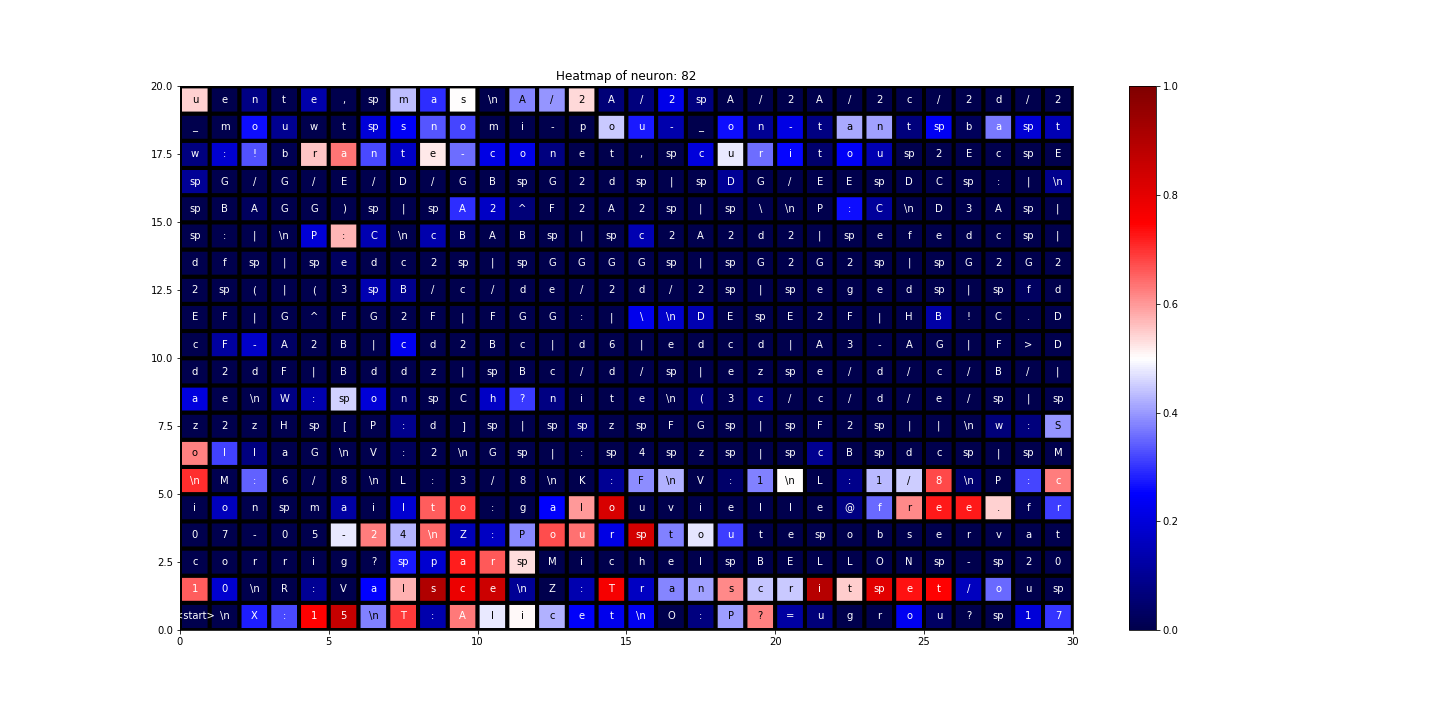 Heatmap of neuron: 82
20.0 u e n t e , sp m a s \n A / 2 A / 2 sp A / 2 A / 2 c / 2 d / 2 1.0
_ m o u w t sp s n o m i - p o u - _ o n - t a n t sp b a sp t
17.5 w : ! b r a n t e - c o n e t , sp c u r i t o u sp 2 E c sp E
sp G / G / E / D / G B sp G 2 d sp | sp D G / E E sp D C sp : | \n 0.8
15.0 sp B A G G ) sp | sp A 2 ^ F 2 A 2 sp | sp \ \n P : C \n D 3 A sp |
sp : | \n P : C \n c B A B sp | sp c 2 A 2 d 2 | sp e f e d c sp |
d f sp | sp e d c 2 sp | sp G G G G sp | sp G 2 G 2 sp | sp G 2 G 2
12.5 2 sp ( | ( 3 sp B / c / d e / 2 d / 2 sp | sp e g e d sp | sp f d 0.6
E F | G ^ F G 2 F | F G G : | \ \n D E sp E 2 F | H B ! C . D
10.0 c F - A 2 B | c d 2 B c | d 6 | e d c d | A 3 - A G | F > D
d 2 d F | B d d z | sp B c / d / sp | e z sp e / d / c / B / |
a e \n W : sp o n sp C h ? n i t e \n ( 3 c / c / d / e / sp | sp 0.4
7.5 z 2 z H sp [ P : d ] sp | sp sp z sp F G sp | sp F 2 sp | | \n w : S
o l l a G \n V : 2 \n G sp | : sp 4 sp z sp | sp c B sp d c sp | sp M
5.0 \n M : 6 / 8 \n L : 3 / 8 \n K : F \n V : 1 \n L : 1 / 8 \n P : c
i o n sp m a i l t o : g a l o u v i e l l e @ f r e e . f r 0.2
0 7 - 0 5 - 2 4 \n Z : P o u r sp t o u t e sp o b s e r v a t
2.5 c o r r i g ? sp p a r sp M i c h e l sp B E L L O N sp - sp 2 0
1 0 \n R : V a l s c e \n Z : T r a n s c r i t sp e t / o u sp
0.0 <start> \n X : 1 5 \n T : A l i c e t \n O : P ? = u g r o u ? sp 1 7 0.0
0 5 10 15 20 25 30